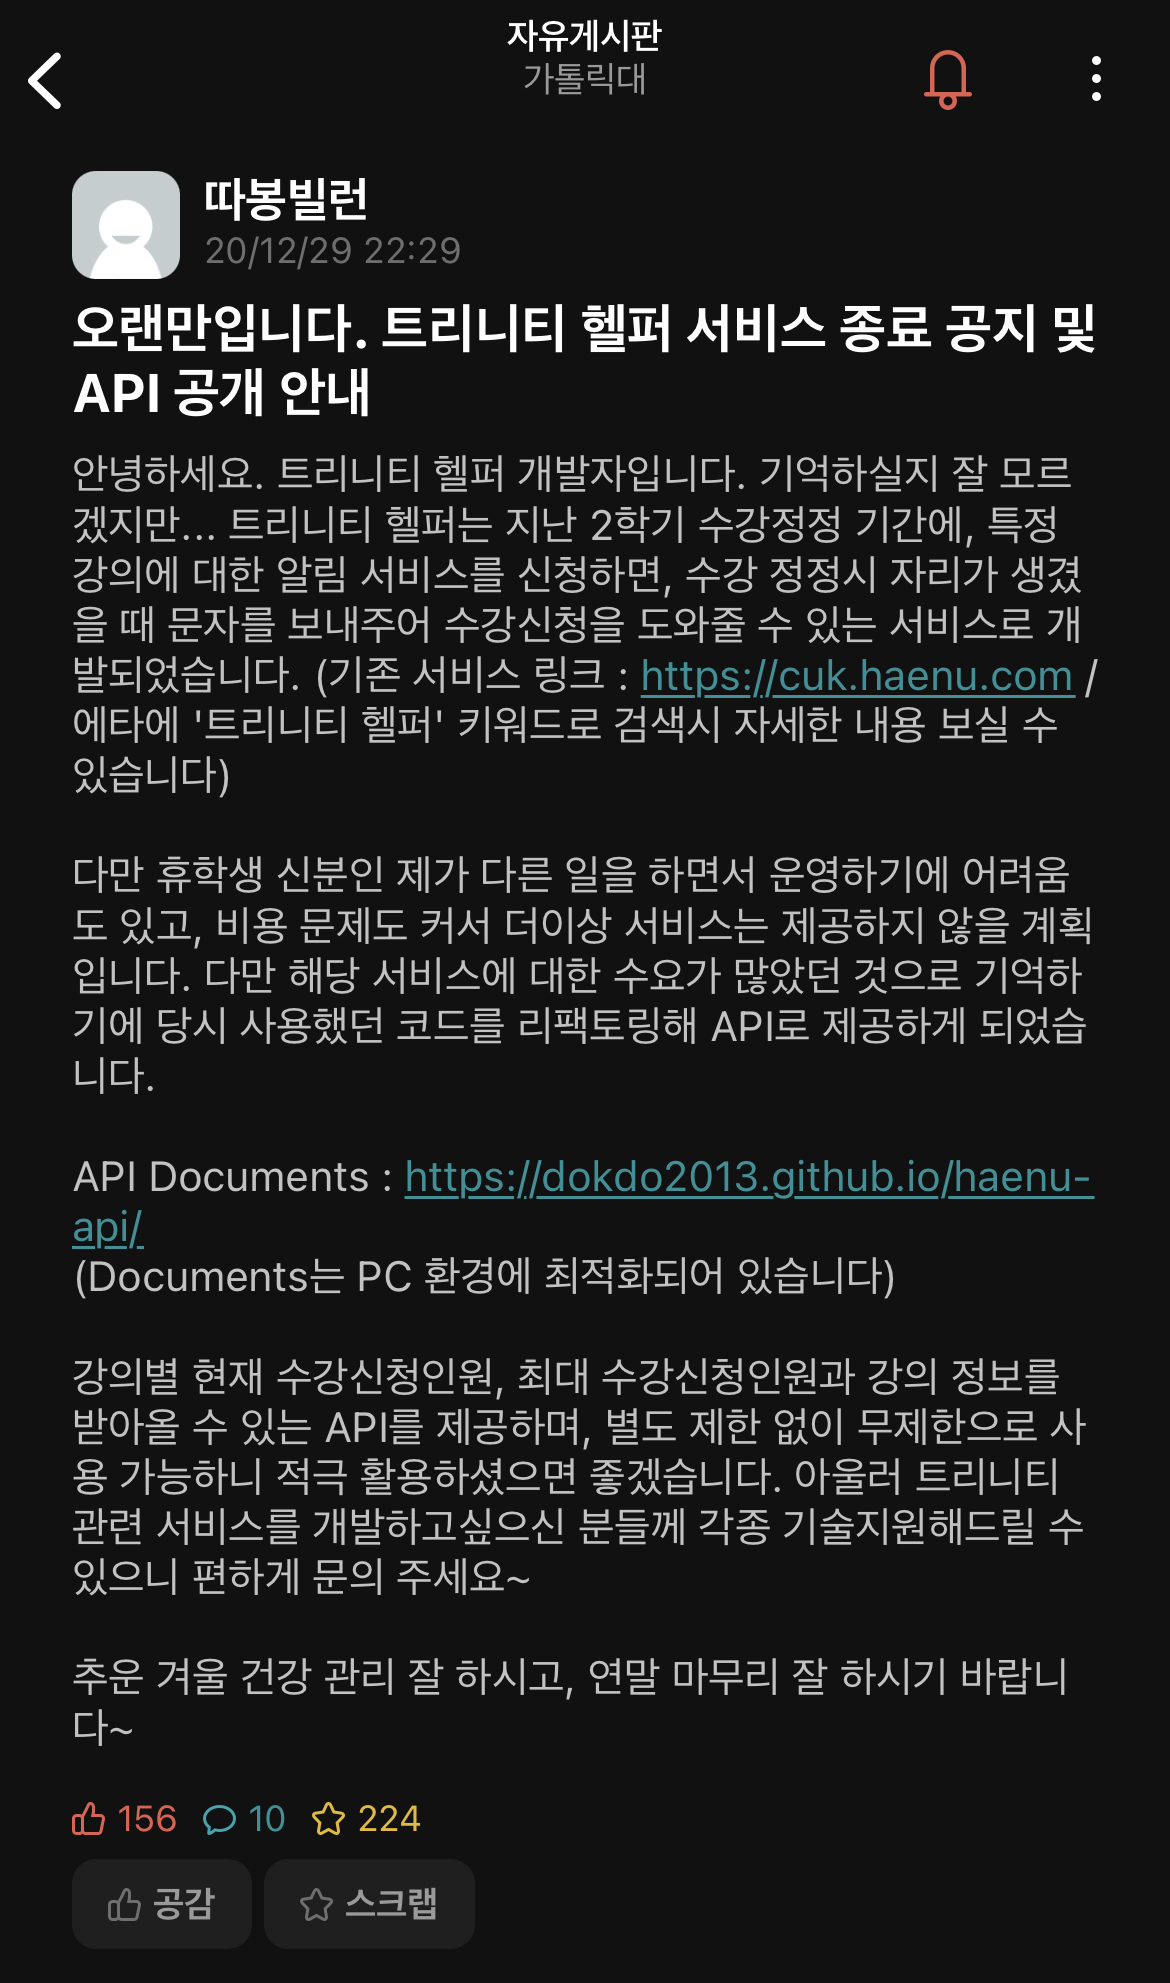 자유게시판
가톨릭대
따봉빌런
20/12/29 22:29
오랜만입니다. 트리니티 헬퍼 서비스 종료 공지 및
API 공개 안내
안녕하세요. 트리니티 헬퍼 개발자입니다. 기억하실지 잘 모르
겠지만... 트리니티 헬퍼는 지난 2학기 수강정정 기간에, 특정
강의에 대한 알림 서비스를 신청하면, 수강 정정시 자리가 생겼
을 때 문자를 보내주어 수강신청을 도와줄 수 있는 서비스로 개
발되었습니다. (기존 서비스 링크 : https://cuk.haenu.com /
에타에 '트리니티 헬퍼' 키워드로 검색시 자세한 내용 보실 수
있습니다)
다만 휴학생 신분인 제가 다른 일을 하면서 운영하기에 어려움
도 있고, 비용 문제도 커서 더이상 서비스는 제공하지 않을 계획
입니다. 다만 해당 서비스에 대한 수요가 많았던 것으로 기억하
기에 당시 사용했던 코드를 리팩토링해 API로 제공하게 되었습
니다.
API Documents : https://dokdo2013.github.io/haenu-
api/
(Documents는 PC 환경에 최적화되어 있습니다)
강의별 현재 수강신청인원, 최대 수강신청인원과 강의 정보를
받아올 수 있는 API를 제공하며, 별도 제한 없이 무제한으로 사
용 가능하니 적극 활용하셨으면 좋겠습니다. 아울러 트리니티
관련 서비스를 개발하고싶으신 분들께 각종 기술지원해드릴 수
있으니 편하게 문의 주세요~
추운 겨울 건강 관리 잘 하시고, 연말 마무리 잘 하시기 바랍니
다~
156 10 224
공감 스크랩